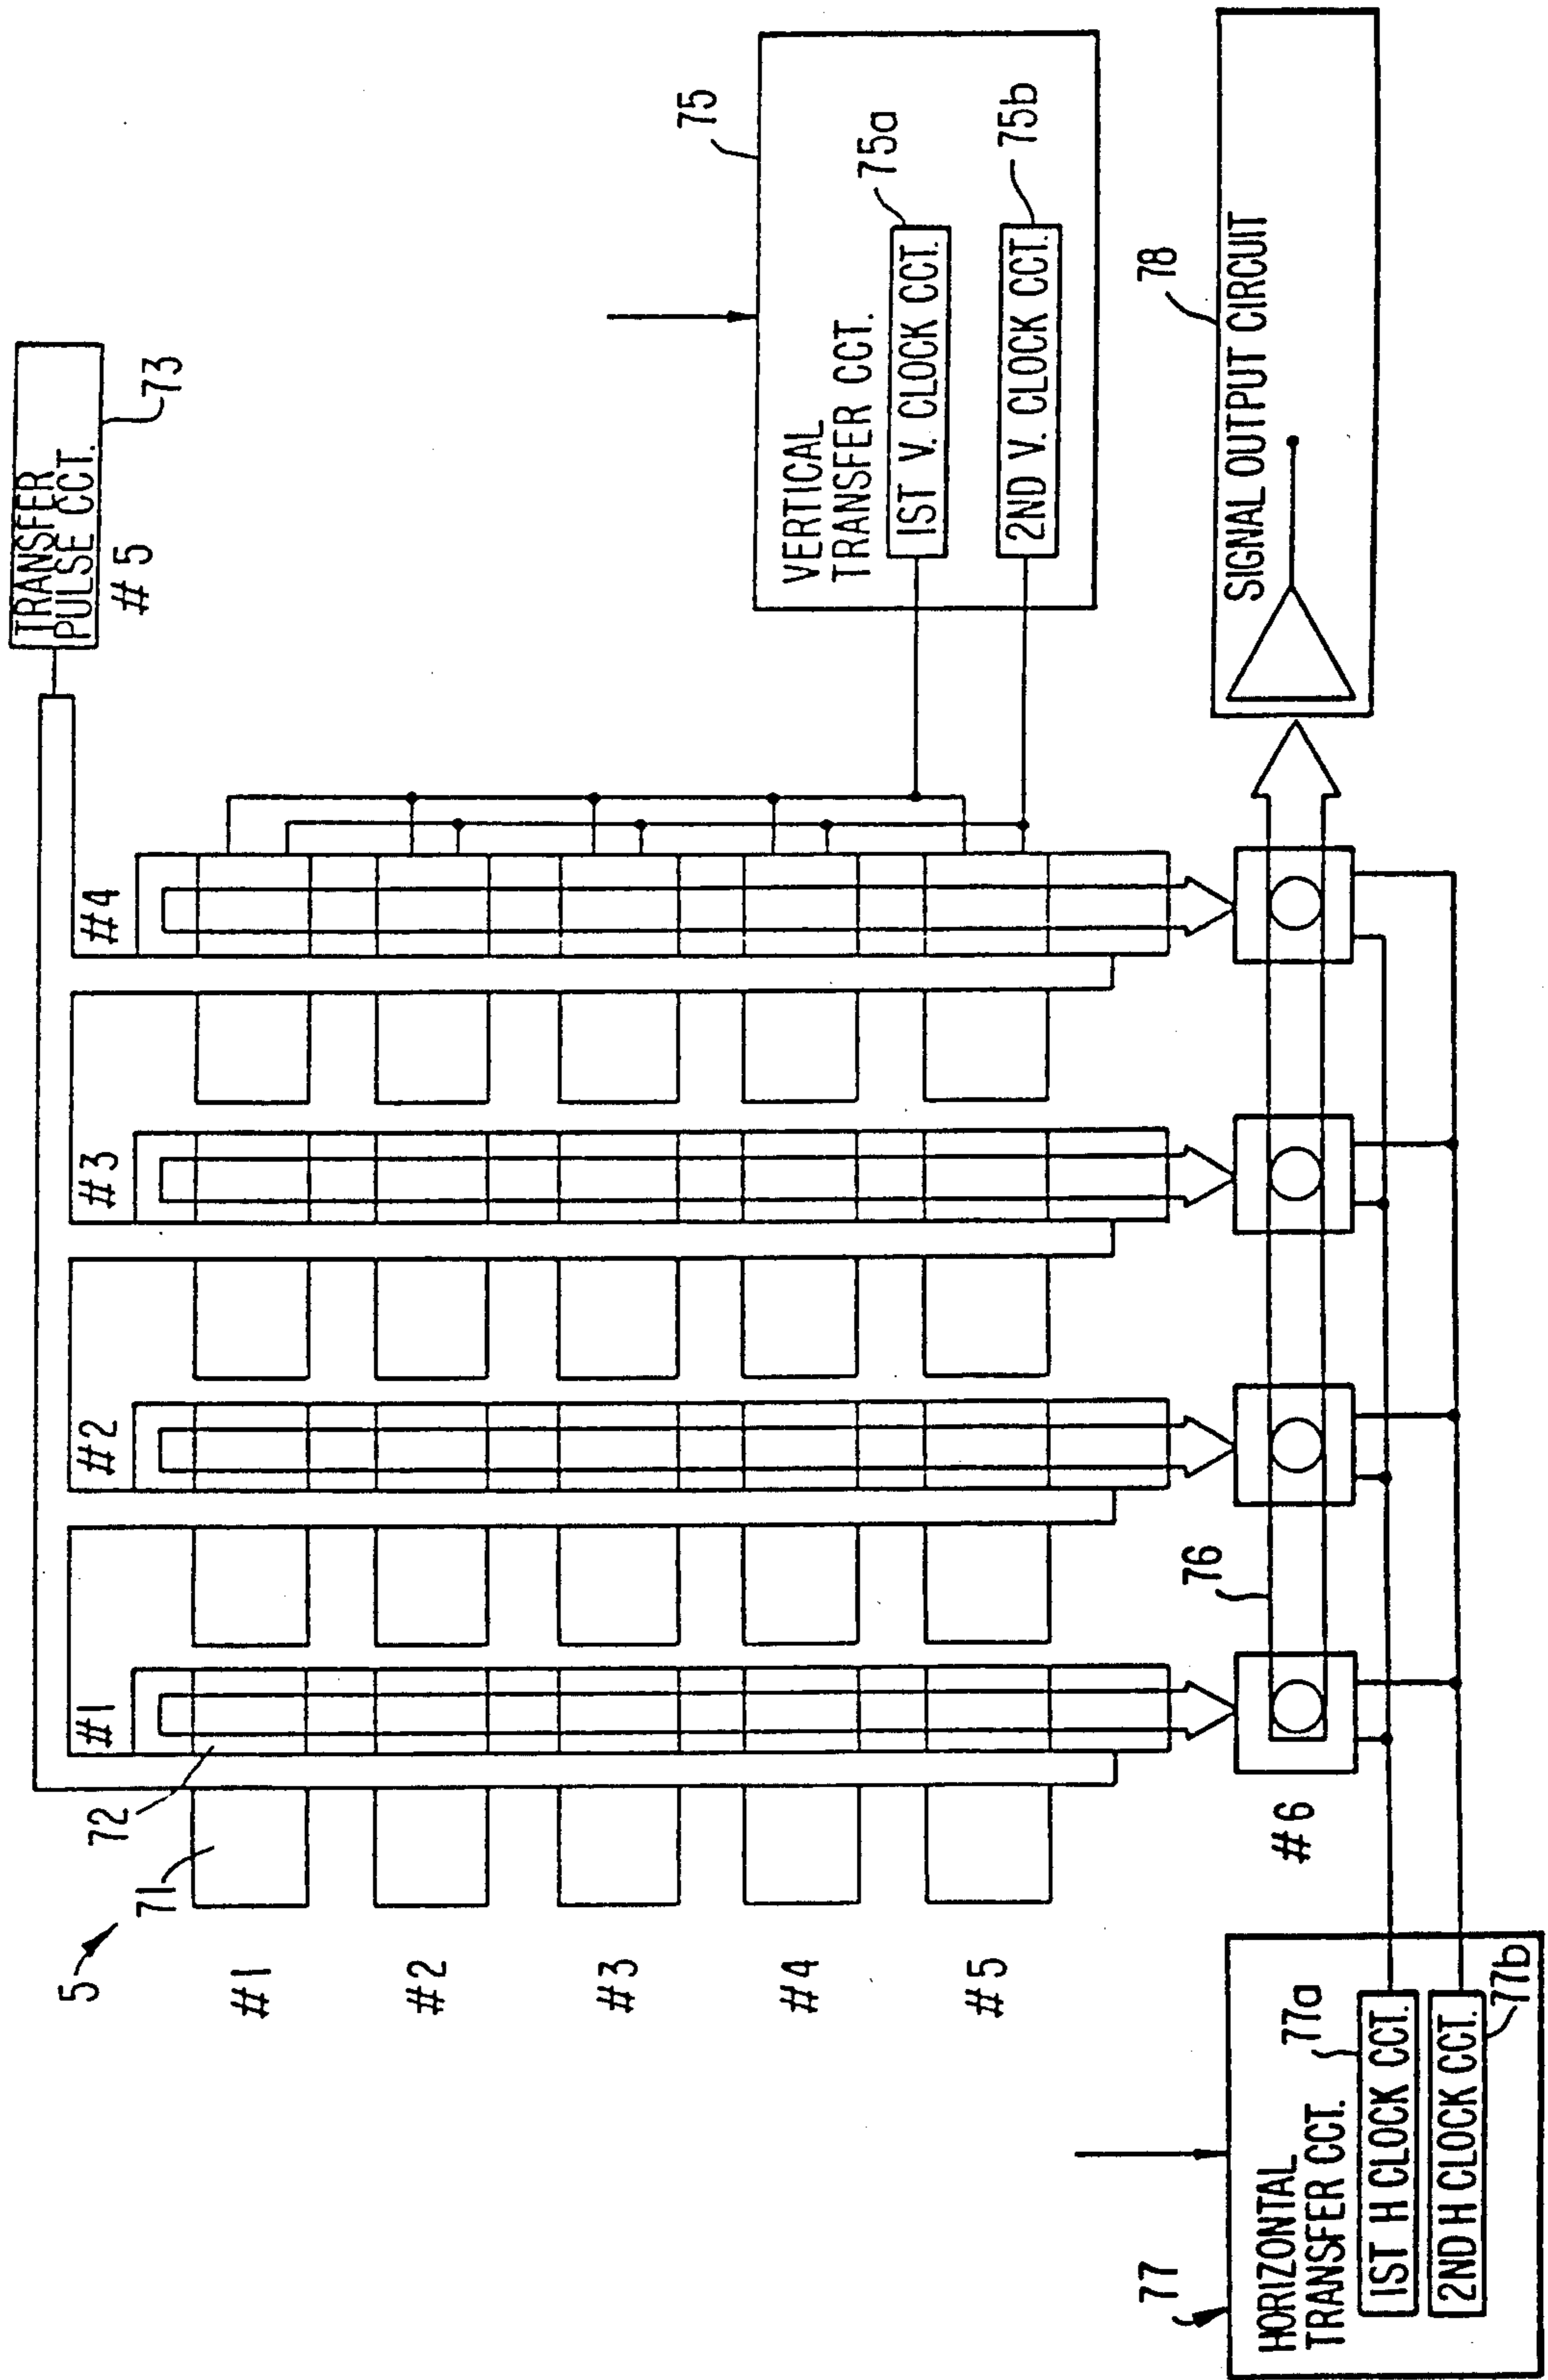 TRANSFER
PULSE CCT.
73
#5
5
#1
#2
#3
#4
71
72
#1
#2
#3
#4
#5
75
VERTICAL
TRANSFER CCT.
75a
1ST V. CLOCK CCT.
75b
2ND V. CLOCK CCT.
#6
76
78
SIGNAL OUTPUT CIRCUIT
77
HORIZONTAL
TRANSFER CCT.
77a
1ST H CLOCK CCT.
2ND H CLOCK CCT.
77b